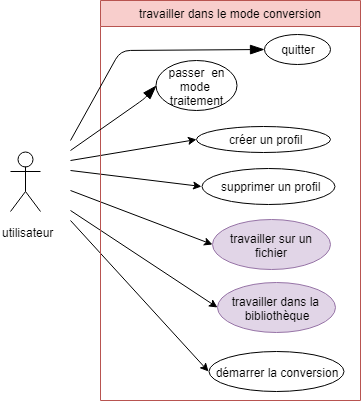 travailler dans le mode conversion
quitter
passer en
mode
traitement
créer un profil
supprimer un profil
utilisateur
travailler sur un
fichier
travailler dans la
bibliothèque
démarrer la conversion